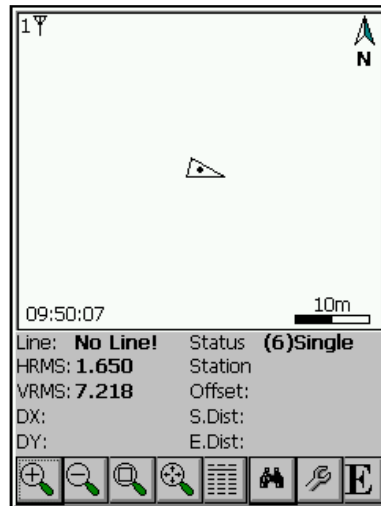 1
N
09:50:07 10m
Line: No Line! Status (6)Single
HRMS: 1.650 Station
VRMS: 7.218 Offset:
DX: S.Dist:
DY: E.Dist:
E